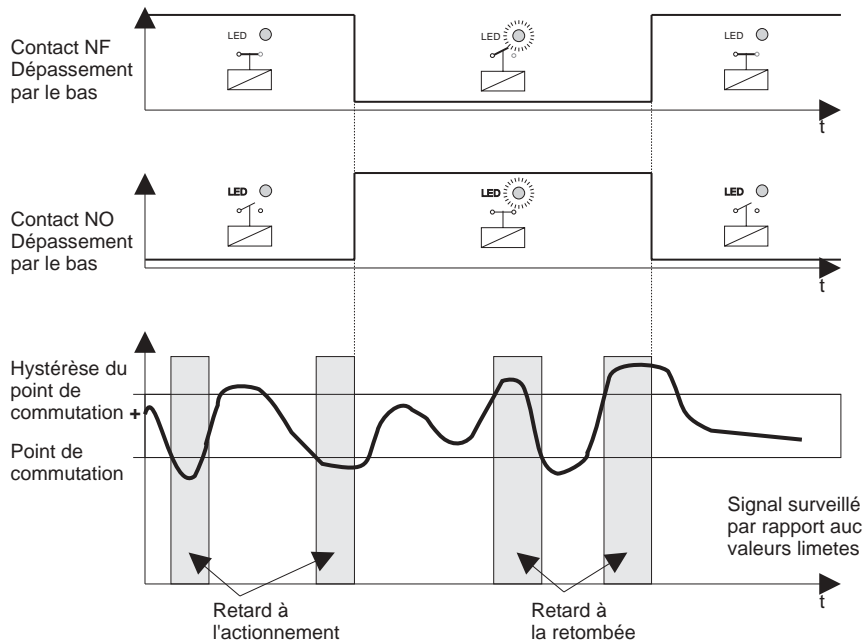 Contact NF
Dépassement
par le bas
LED
LED
LED
t
Contact NO
Dépassement
par le bas
LED
LED
LED
t
Hystérèse du
point de
commutation +
Point de
commutation
Signal surveillé
par rapport auc
valeurs limetes
t
Retard à
l'actionnement
Retard à
la retombée